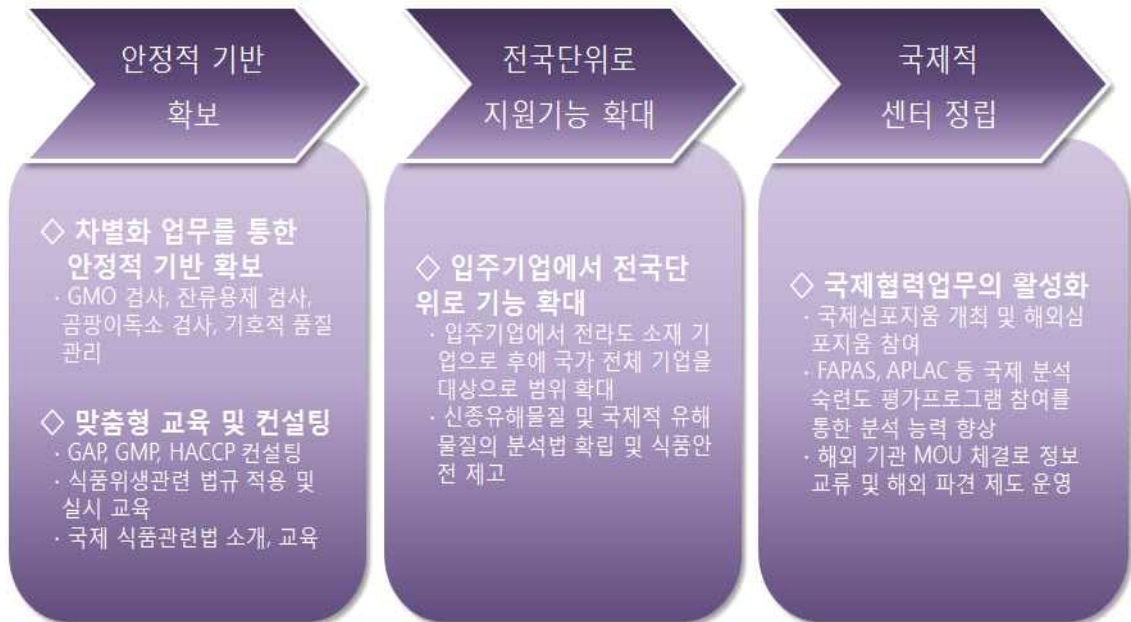 안정적 기반
확보
◇ 차별화 업무를 통한
안정적 기반 확보
· GMO 검사, 잔류용제 검사,
곰팡이독소 검사, 기호적 품질
관리
◇ 맞춤형 교육 및 컨설팅
· GAP, GMP, HACCP 컨설팅
· 식품위생관련 법규 적용 및
실시 교육
· 국제 식품관련법 소개, 교육
전국단위로
지원기능 확대
◇ 입주기업에서 전국단
위로 기능 확대
· 입주기업에서 전라도 소재 기
업으로 후에 국가 전체 기업을
대상으로 범위 확대
· 신종유해물질 및 국제적 유해
물질의 분석법 확립 및 식품안
전 제고
국제적
센터 정립
◇ 국제협력업무의 활성화
· 국제심포지움 개최 및 해외심
포지움 참여
· FAPAS, APLAC 등 국제 분석
숙련도 평가프로그램 참여를
통한 분석 능력 향상
· 해외 기관 MOU 체결로 정보
교류 및 해외 파견 제도 운영